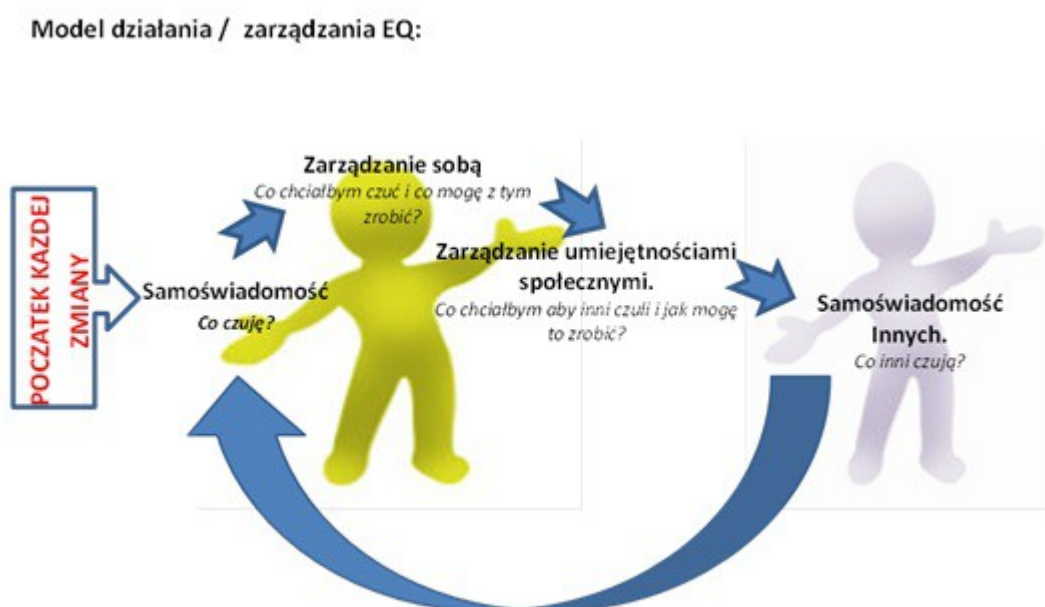 Model działania / zarządzania EQ:
POCZATEK KAZDEJ
ZMIANY
Samoświadomość
Co czuję?
Zarządzanie sobą
Co chciałbym czuć i co mogę z tym
zrobić?
Zarządzanie umiejętnościami
społecznymi.
Co chciałbym aby inni czuli i jak mogę
to zrobić?
Samoświadomość
Innych.
Co inni czują?